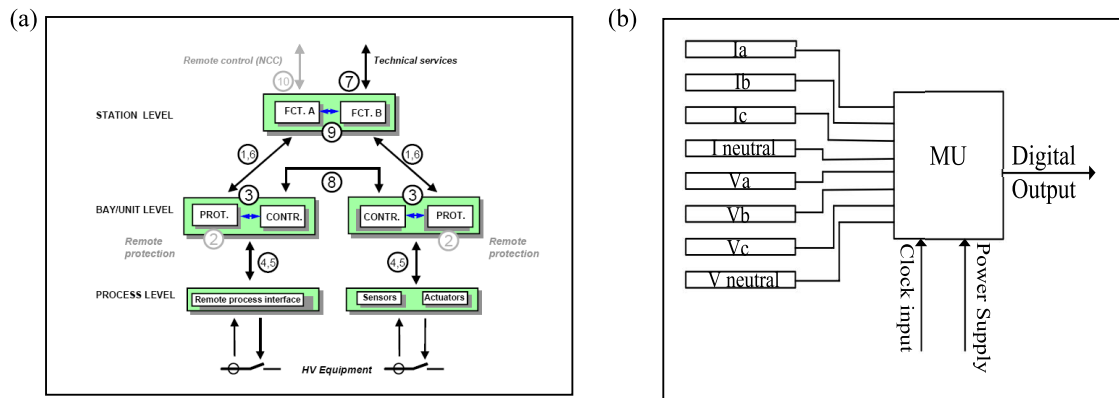 (a)
Remote control (NCC)
Technical services
10
7
STATION LEVEL
FCT. A
FCT. B
9
1,6
1,6
8
3
3
BAY/UNIT LEVEL
PROT.
CONTR.
CONTR.
PROT.
2
2
Remote
protection
Remote
protection
4,5
4,5
PROCESS LEVEL
Remote process interface
Sensors
Actuators
HV Equipment
(b)
Ia
Ib
Ic
I neutral
Va
Vb
Vc
V neutral
MU
Digital
Output
Clock input
Power Supply